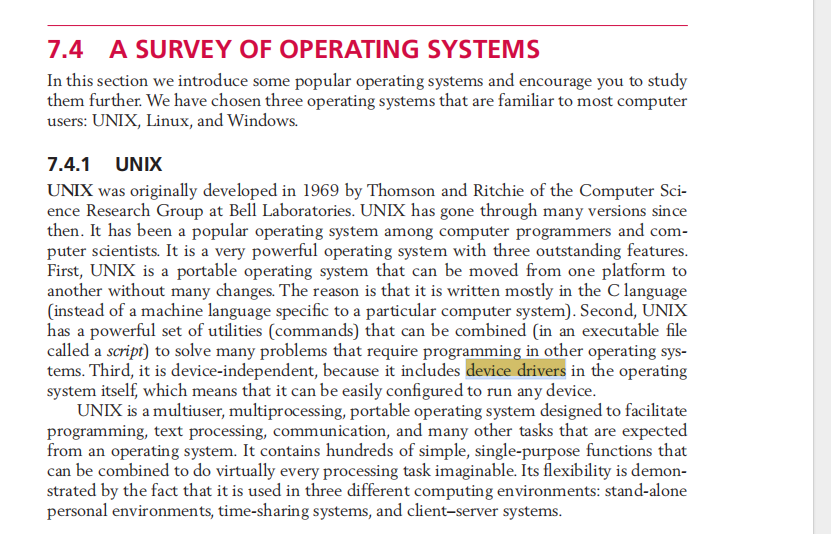 7.4 A SURVEY OF OPERATING SYSTEMS
In this section we introduce some popular operating systems and encourage you to study
them further. We have chosen three operating systems that are familiar to most computer
users: UNIX, Linux, and Windows.
7.4.1 UNIX
UNIX was originally developed in 1969 by Thomson and Ritchie of the Computer Sci-
ence Research Group at Bell Laboratories. UNIX has gone through many versions since
then. It has been a popular operating system among computer programmers and com-
puter scientists. It is a very powerful operating system with three outstanding features.
First, UNIX is a portable operating system that can be moved from one platform to
another without many changes. The reason is that it is written mostly in the C language
(instead of a machine language specific to a particular computer system). Second, UNIX
has a powerful set of utilities (commands) that can be combined (in an executable file
called a script) to solve many problems that require programming in other operating sys-
tems. Third, it is device-independent, because it includes device drivers in the operating
system itself, which means that it can be easily configured to run any device.
UNIX is a multiuser, multiprocessing, portable operating system designed to facilitate
programming, text processing, communication, and many other tasks that are expected
from an operating system. It contains hundreds of simple, single-purpose functions that
can be combined to do virtually every processing task imaginable. Its flexibility is demon-
strated by the fact that it is used in three different computing environments: stand-alone
personal environments, time-sharing systems, and client–server systems.